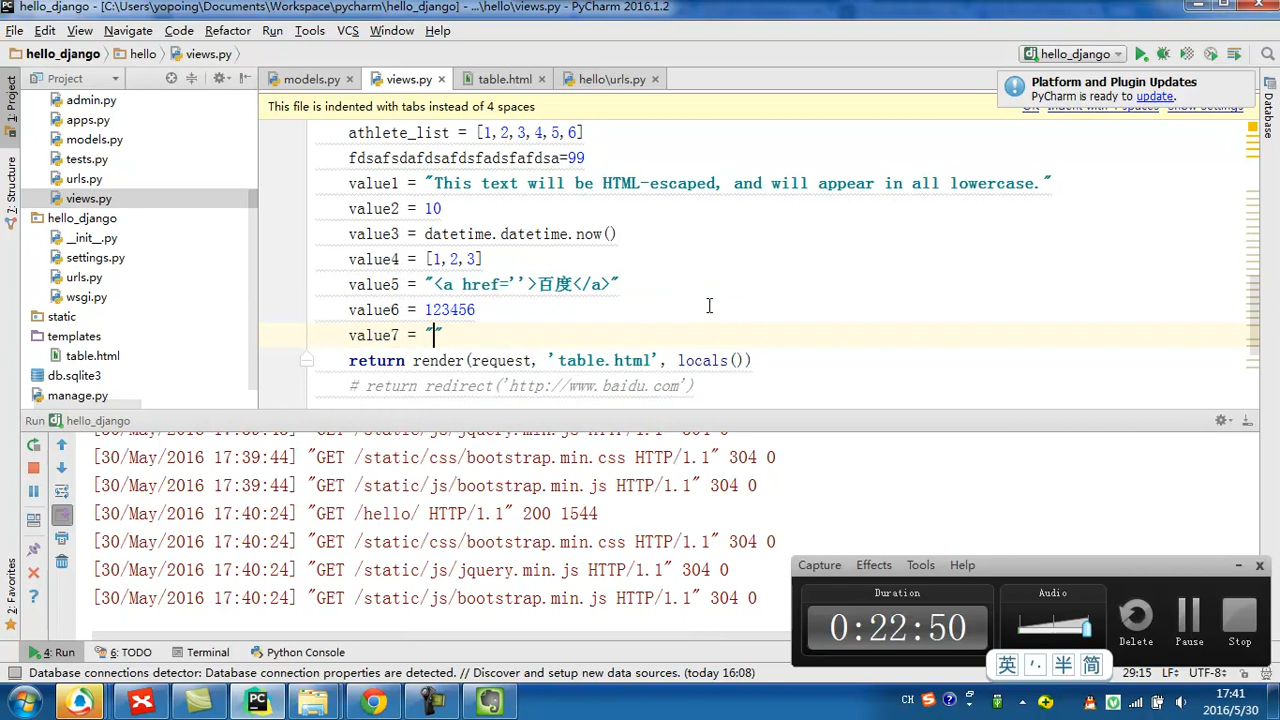 hello_django - [C:\Users\yopoing\Documents\Workspace\pycharm\hello_django] - ...\hello\views.py - PyCharm 2016.1.2
File Edit View Navigate Code Refactor Run Tools VCS Window Help
hello_django hello views.py hello_django
Project models.py views.py table.html hello\urls.py
Platform and Plugin Updates
PyCharm is ready to update.
This file is indented with tabs instead of 4 spaces
1: Project
7: Structure
2: Favorites
Database
admin.py
apps.py
models.py
tests.py
urls.py
views.py
hello_django
__init__.py
settings.py
urls.py
wsgi.py
static
templates
table.html
db.sqlite3
manage.py
athlete_list = [1,2,3,4,5,6]
fdsafsdafdsafdsfadsfafdsa=99
value1 = "This text will be HTML-escaped, and will appear in all lowercase."
value2 = 10
value3 = datetime.datetime.now()
value4 = [1,2,3]
value5 = "<a href=''>百度</a>"
value6 = 123456
value7 = ""
return render(request, 'table.html', locals())
# return redirect('http://www.baidu.com')
Run hello_django
[30/May/2016 17:39:44] "GET /static/css/bootstrap.min.css HTTP/1.1" 304 0
[30/May/2016 17:39:44] "GET /static/js/bootstrap.min.js HTTP/1.1" 304 0
[30/May/2016 17:40:24] "GET /hello/ HTTP/1.1" 200 1544
[30/May/2016 17:40:24] "GET /static/css/bootstrap.min.css HTTP/1.1" 304 0
[30/May/2016 17:40:24] "GET /static/js/jquery.min.js HTTP/1.1" 304 0
[30/May/2016 17:40:24] "GET /static/js/bootstrap.min.js HTTP/1.1" 304 0
Capture Effects Tools Help
Duration Audio
0:22:50
Delete Pause Stop
英 半 简
4: Run 6: TODO Terminal Python Console
Database connections detector: Database connection properties are detected. // Discover and setup new data sources. (today 16:08) 29:15 LF÷ UTF-8÷
CH 17:41
2016/5/30